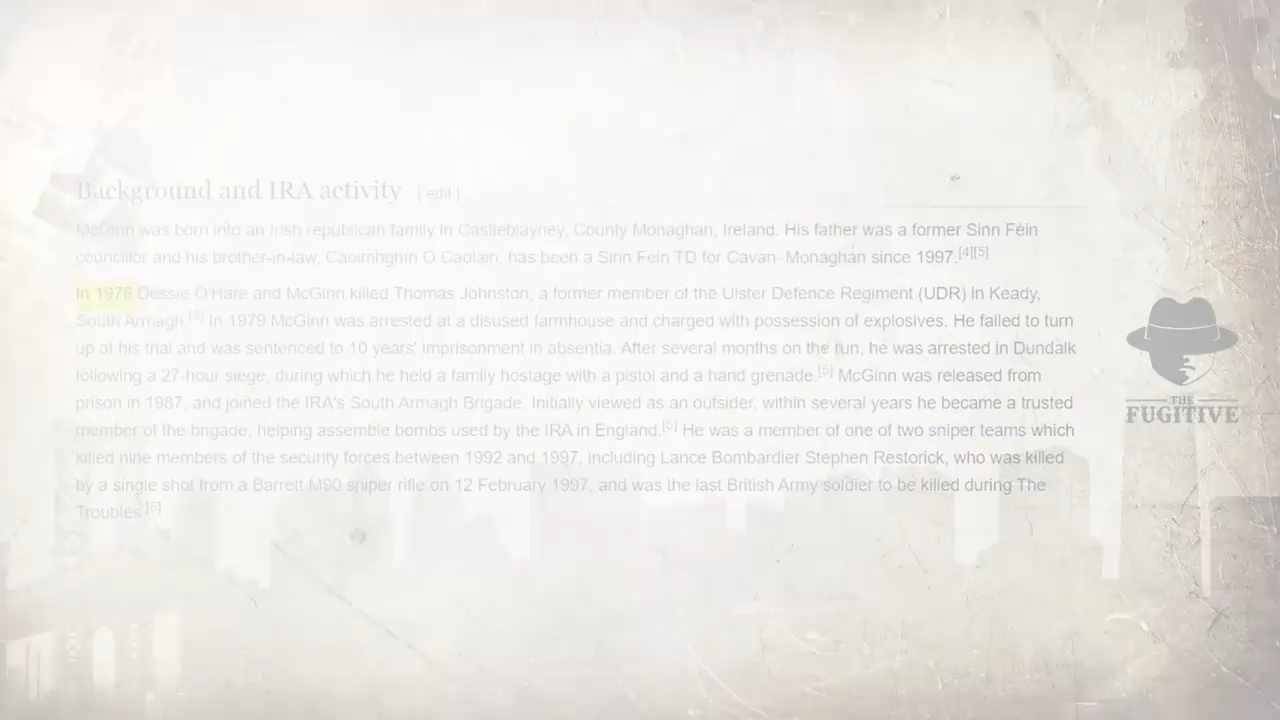 Background and IRA activity [ edit ]
McGinn was born into an Irish republican family in Castleblayney, County Monaghan, Ireland. His father was a former Sinn Féin
councillor and his brother-in-law, Caoimhghín Ó Caoláin, has been a Sinn Féin TD for Cavan–Monaghan since 1997.[4][5]
In 1978 Dessie O'Hare and McGinn killed Thomas Johnston, a former member of the Ulster Defence Regiment (UDR) In Keady,
South Armagh.[6] In 1979 McGinn was arrested at a disused farmhouse and charged with possession of explosives. He failed to turn
up at his trial and was sentenced to 10 years' imprisonment in absentia. After several months on the run, he was arrested in Dundalk
following a 27-hour siege, during which he held a family hostage with a pistol and a hand grenade.[5] McGinn was released from
prison in 1987, and joined the IRA's South Armagh Brigade. Initially viewed as an outsider, within several years he became a trusted
member of the brigade, helping assemble bombs used by the IRA in England.[5] He was a member of one of two sniper teams which
killed nine members of the security forces between 1992 and 1997, including Lance Bombardier Stephen Restorick, who was killed
by a single shot from a Barrett M90 sniper rifle on 12 February 1997, and was the last British Army soldier to be killed during The
Troubles.[6]
THE
FUGITIVE